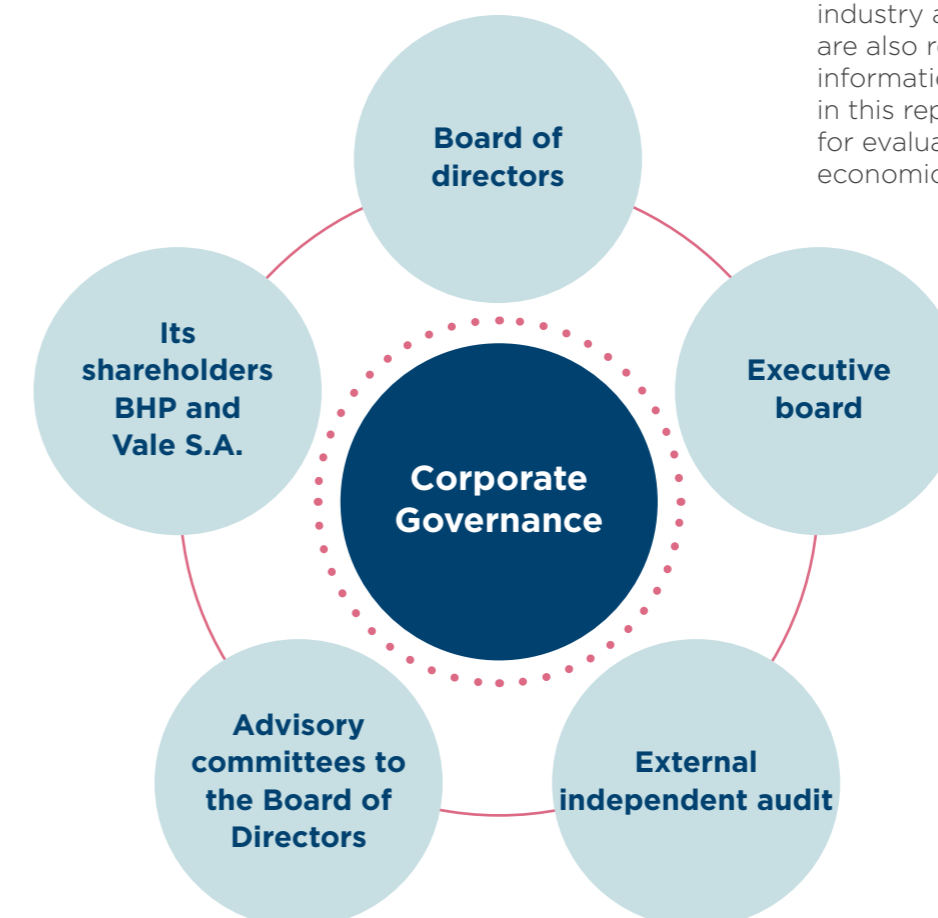 industry a
are also r
in this rep
for evalua
economic
Board of
directors
Its
shareholders
BHP and
Vale S.A.
Executive
board
Corporate
Governance
Advisory
committees to
the Board of
Directors
External
independent audit